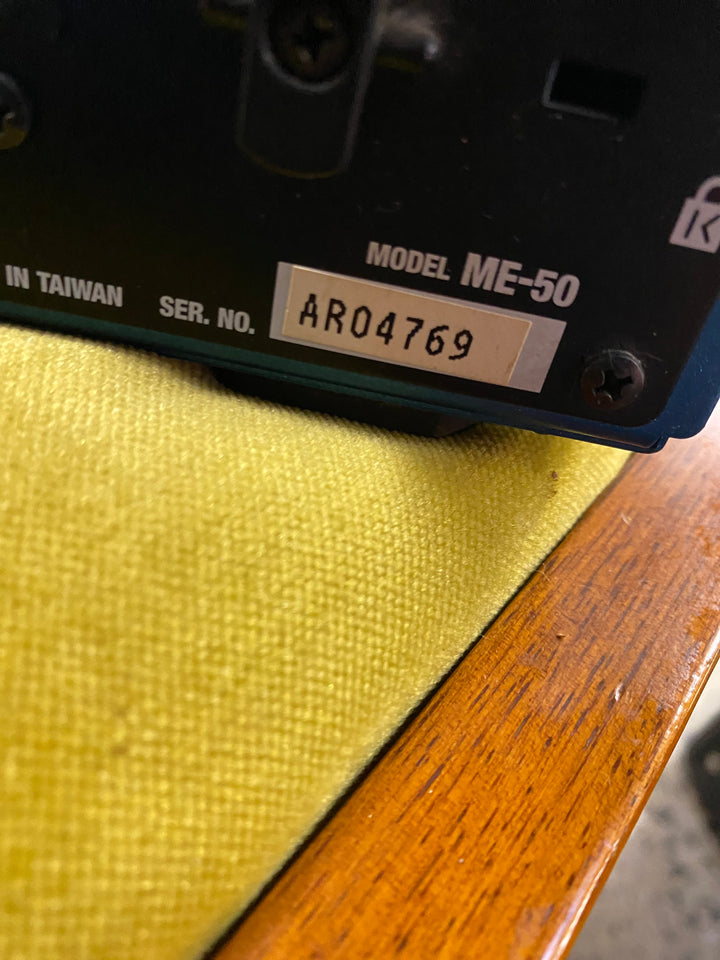 MODEL ME-50
IN TAIWAN SER. NO. AR04769
K